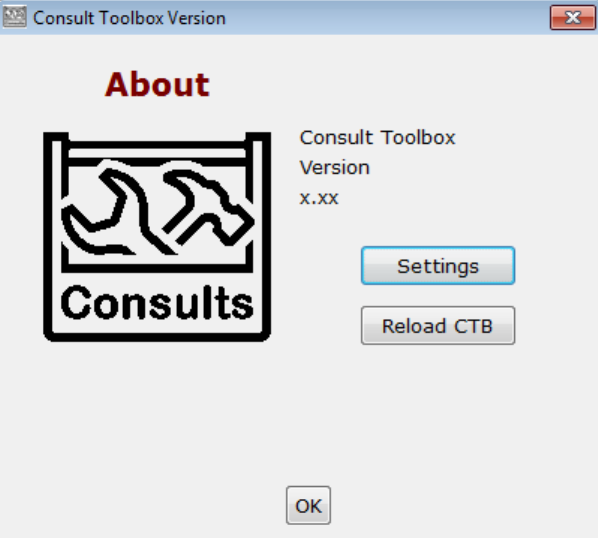 Consult Toolbox Version
About
Consult Toolbox
Version
x.xx
Consults
Settings
Reload CTB
OK